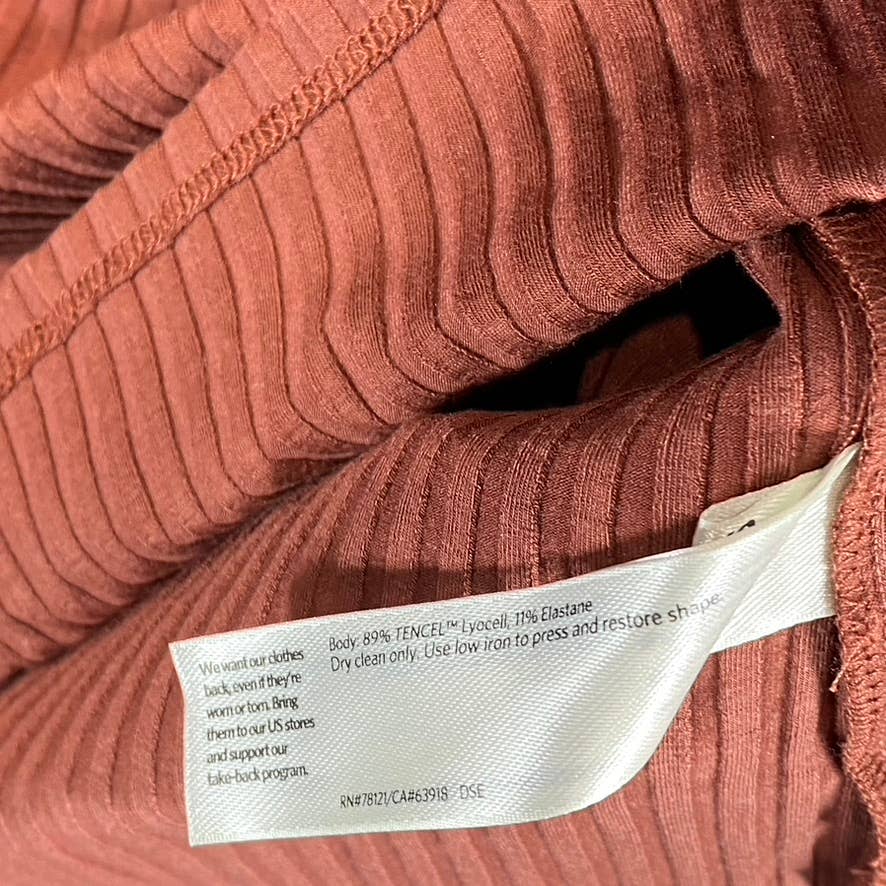 We want our clothes
back, even if they're
worn or torn. Bring
them to our US stores
and support our
take-back program.
Body: 89% TENCEL™ Lyocell, 11% Elastane
Dry clean only. Use low iron to press and restore shape.
RN#78121/CA#63918 DSE